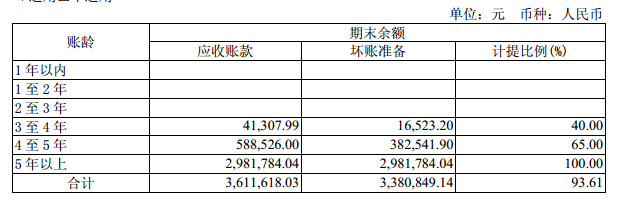 单位：元 币种：人民币
账龄 期末余额
应收账款 坏账准备 计提比例(%)
1年以内
1至2年
2至3年
3至4年 41,307.99 16,523.20 40.00
4至5年 588,526.00 382,541.90 65.00
5年以上 2,981,784.04 2,981,784.04 100.00
合计 3,611,618.03 3,380,849.14 93.61